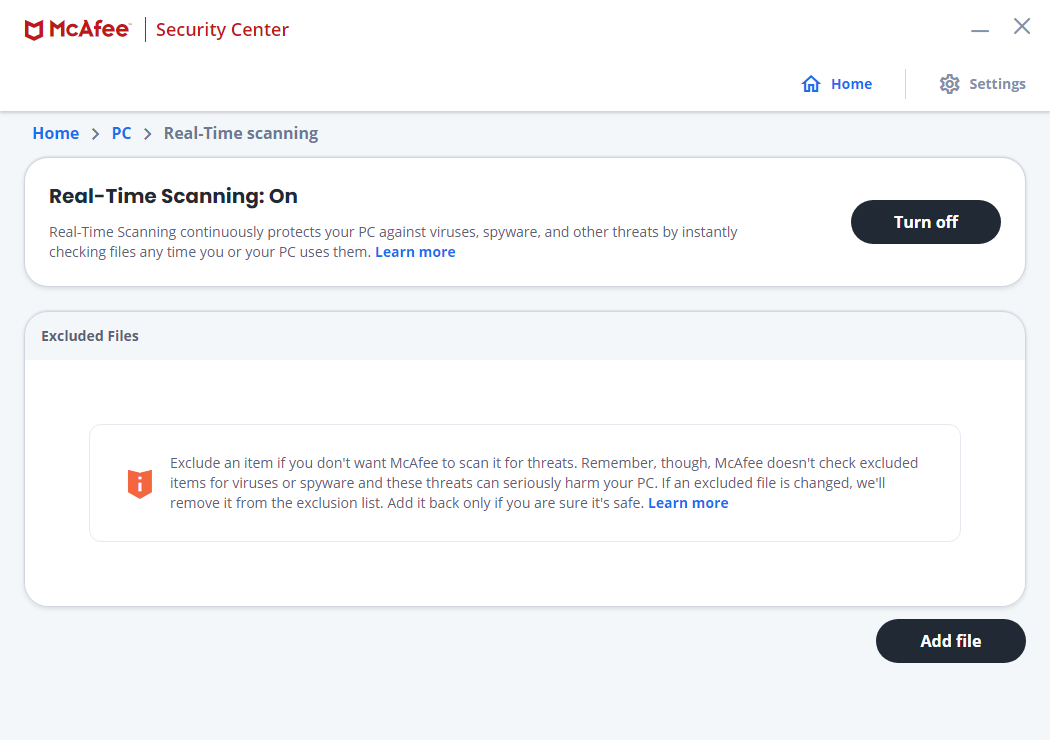 McAfee Security Center
Home Settings
Home > PC > Real-Time scanning
Real-Time Scanning: On
Real-Time Scanning continuously protects your PC against viruses, spyware, and other threats by instantly
checking files any time you or your PC uses them. Learn more
Turn off
Excluded Files
Exclude an item if you don't want McAfee to scan it for threats. Remember, though, McAfee doesn't check excluded
items for viruses or spyware and these threats can seriously harm your PC. If an excluded file is changed, we'll
remove it from the exclusion list. Add it back only if you are sure it's safe. Learn more
Add file